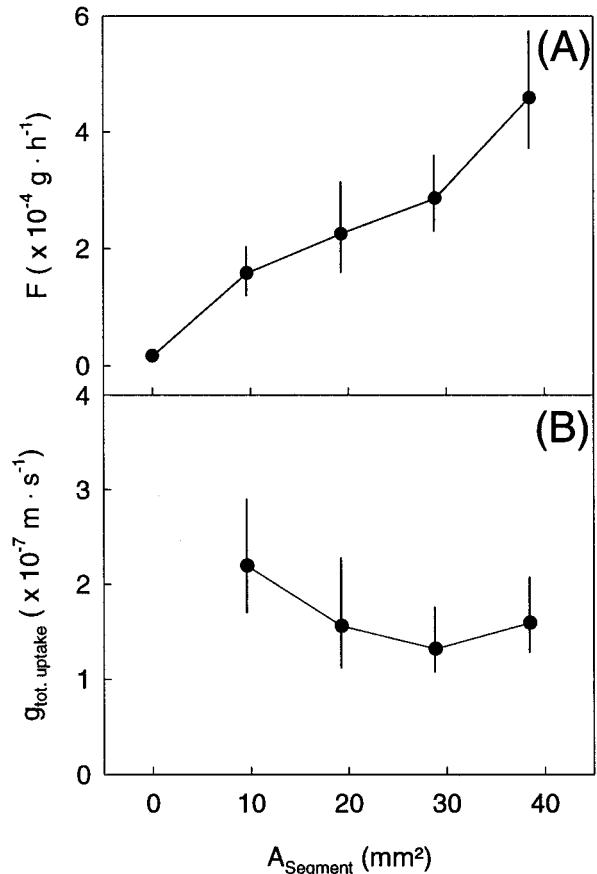 (A)
6
4
2
0
F ( x 10⁻⁴ g · h⁻¹)
(B)
4
3
2
1
0
g_tot. uptake ( x 10⁻⁷ m · s⁻¹)
0 10 20 30 40
A_Segment (mm²)